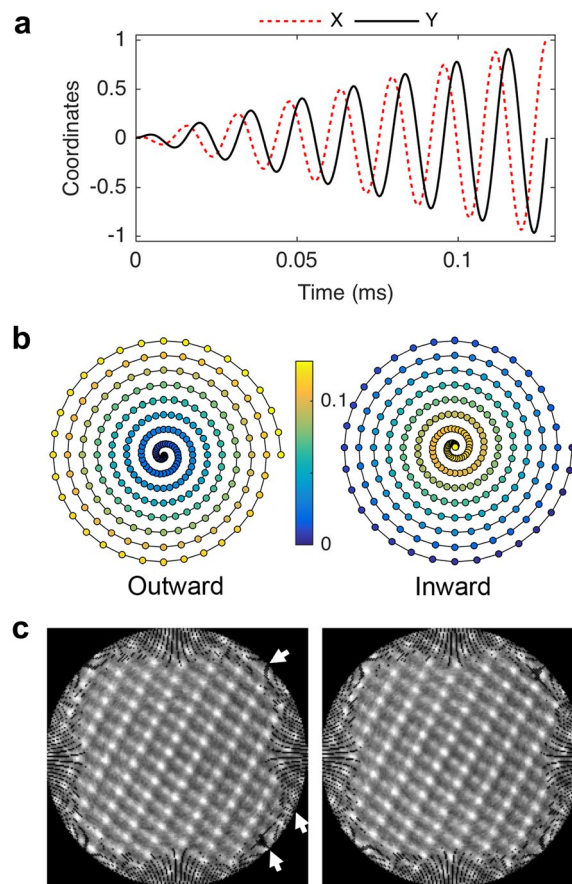 a
X Y
1
0.5
0
-0.5
-1
Coordinates
0 0.05 0.1
Time (ms)
b
0.1
0
Outward Inward
c